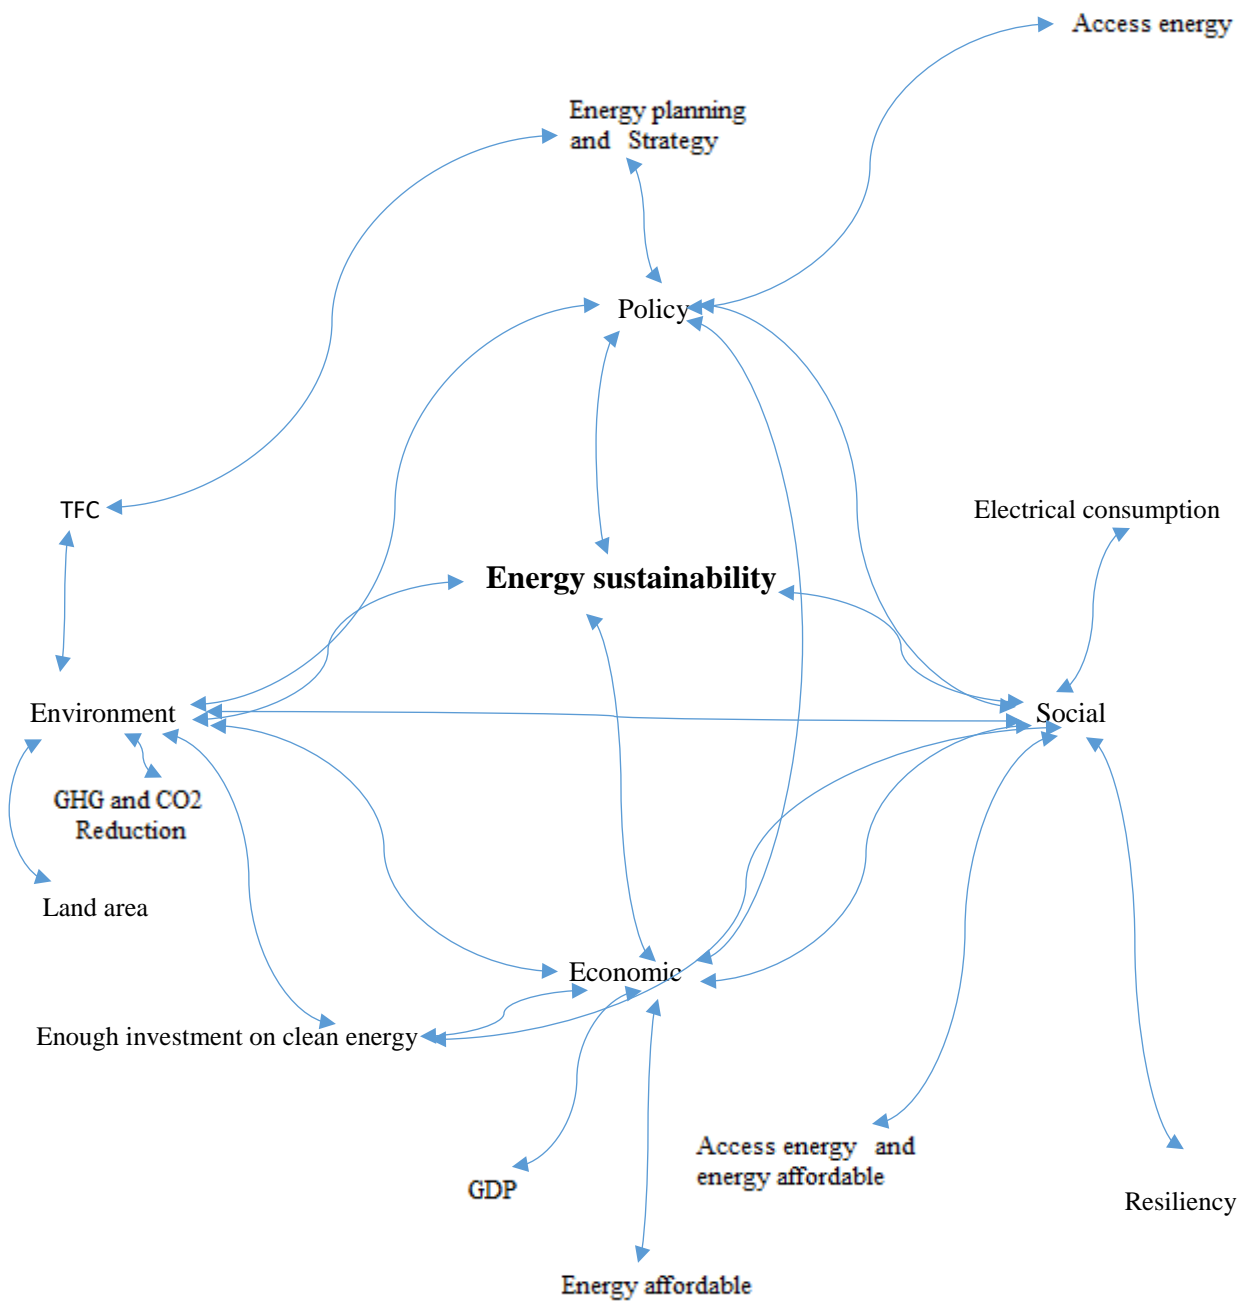 Access energy
Energy planning
and Strategy
Policy
TFC
Electrical consumption
Energy sustainability
Environment
Social
GHG and CO2
Reduction
Land area
Economic
Enough investment on clean energy
Access energy and
energy affordable
GDP
Resiliency
Energy affordable